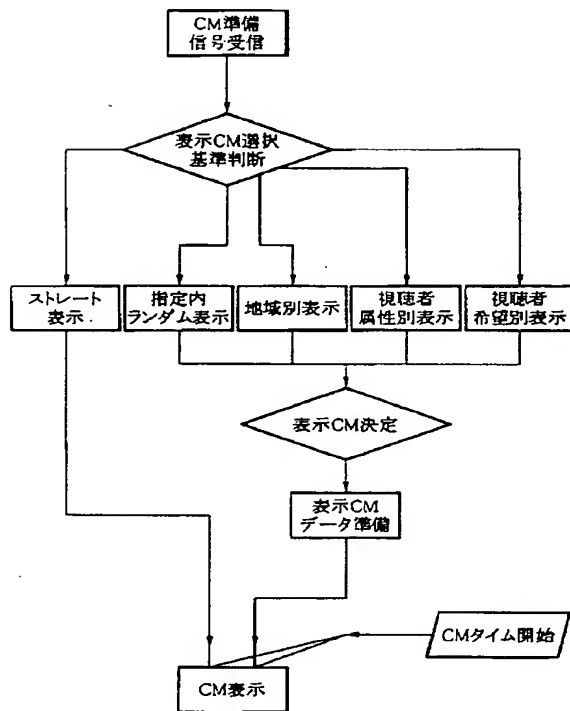 CM準備
信号受信
表示CM選択
基準判断
ストレート
表示
指定内
ランダム表示
地域別表示
視聴者
属性別表示
視聴者
希望別表示
表示CM決定
表示CM
データ準備
CMタイム開始
CM表示